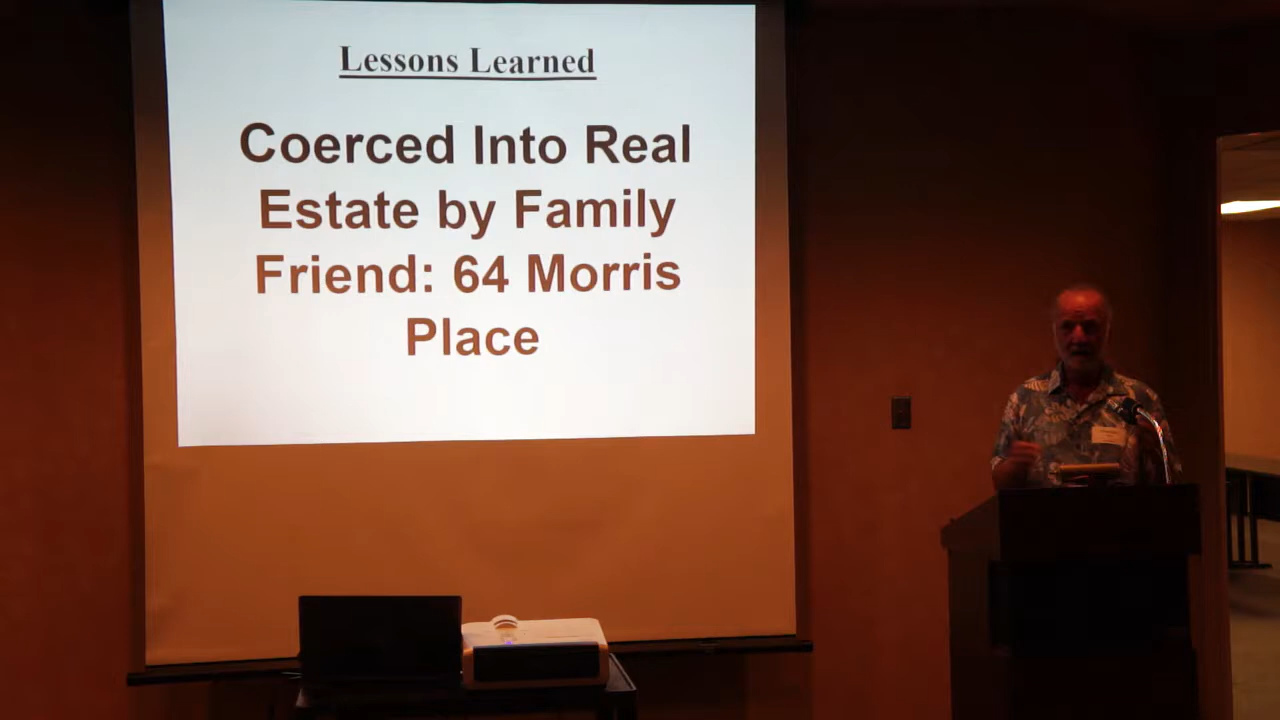 Lessons Learned
Coerced Into Real
Estate by Family
Friend: 64 Morris
Place